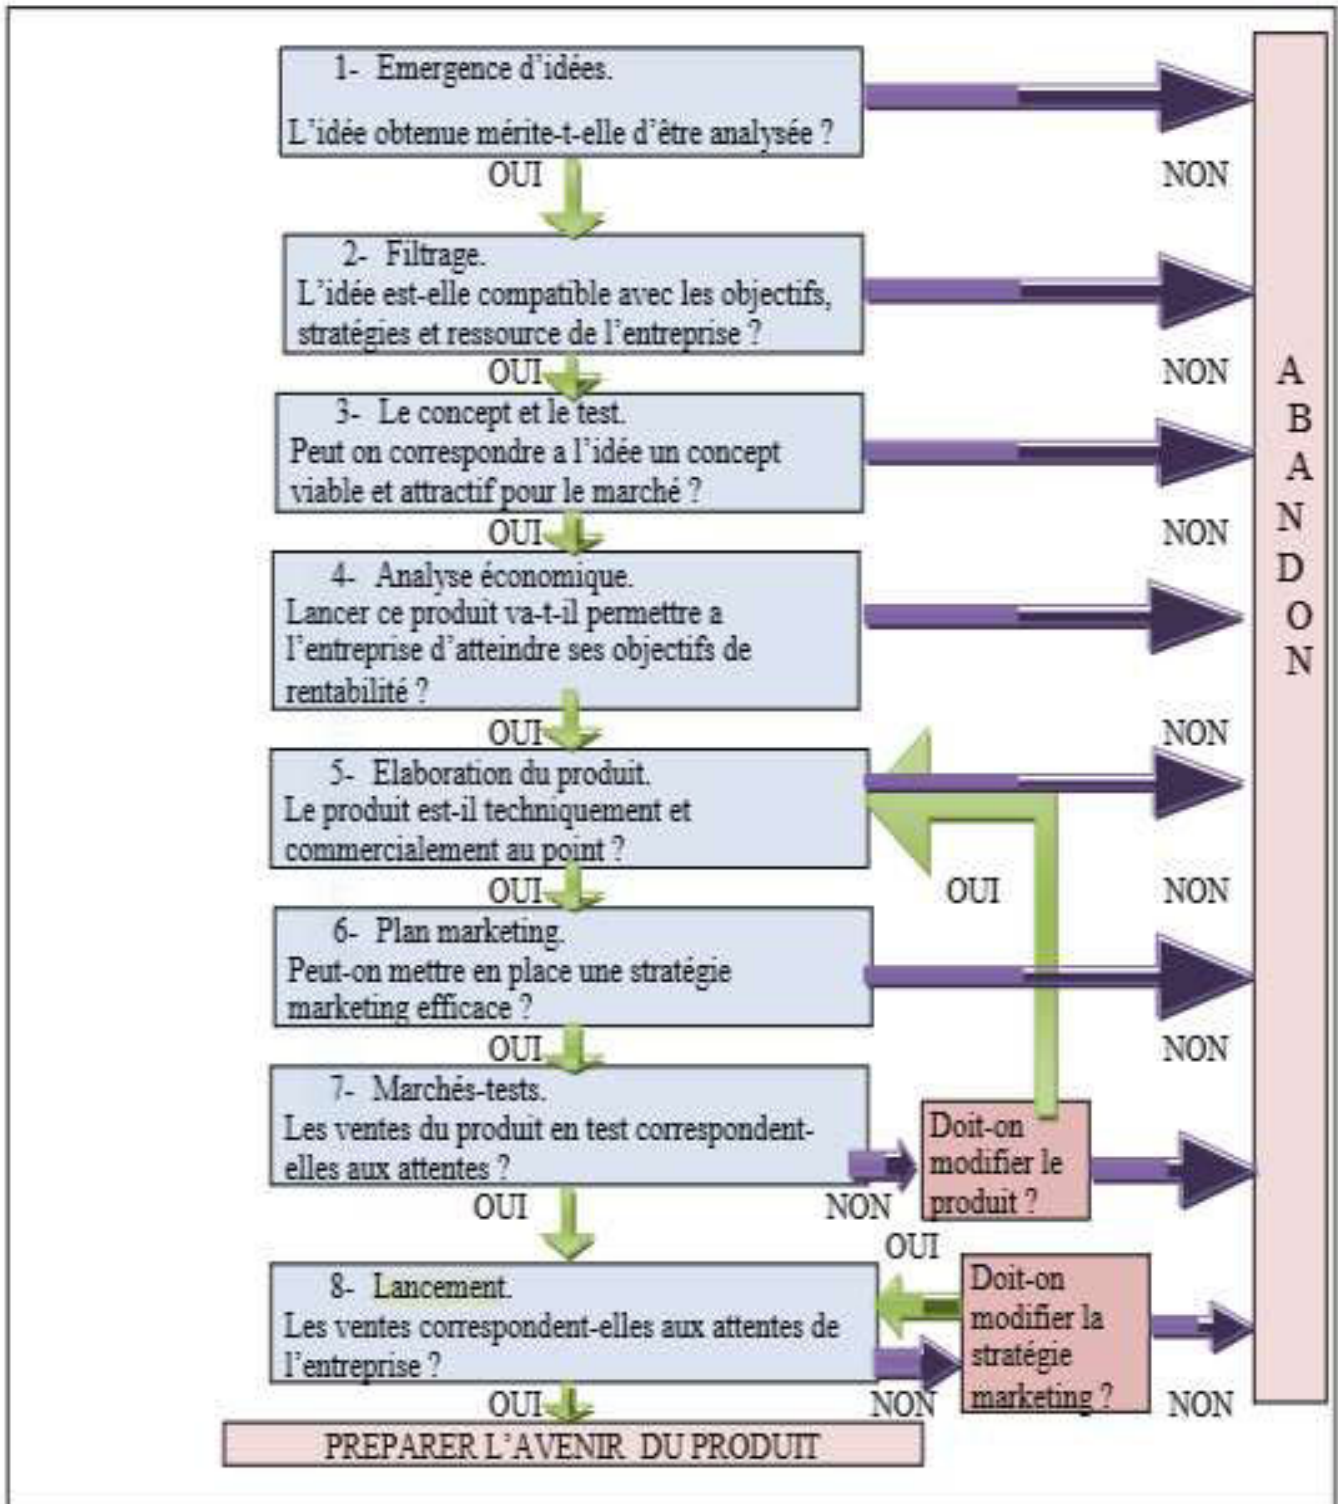 1- Emergence d'idées.
L'idée obtenue mérite-t-elle d'être analysée ?
OUI
NON
2- Filtrage.
L'idée est-elle compatible avec les objectifs,
stratégies et ressource de l'entreprise ?
OUI
NON
3- Le concept et le test.
Peut on correspondre a l'idée un concept
viable et attractif pour le marché ?
OUI
NON
4- Analyse économique.
Lancer ce produit va-t-il permettre a
l'entreprise d'atteindre ses objectifs de
rentabilité ?
OUI
NON
5- Elaboration du produit.
Le produit est-il techniquement et
commercialement au point ?
OUI
OUI
NON
6- Plan marketing.
Peut-on mettre en place une stratégie
marketing efficace ?
OUI
NON
7- Marchés-tests.
Les ventes du produit en test correspondent-
elles aux attentes ?
OUI
NON
Doit-on
modifier le
produit ?
OUI
8- Lancement.
Les ventes correspondent-elles aux attentes de
l'entreprise ?
OUI
NON
Doit-on
modifier la
stratégie
marketing ?
NON
PREPARER L'AVENIR DU PRODUIT
A
B
A
N
D
O
N